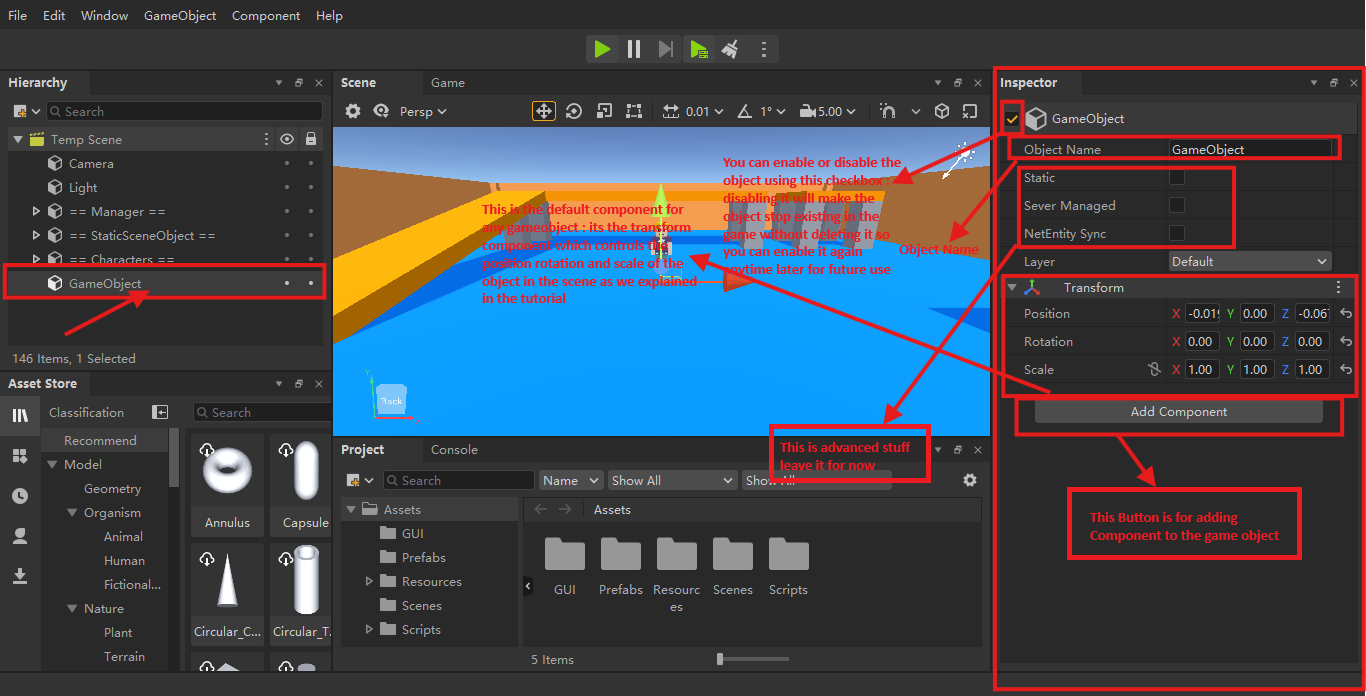 File Edit Window GameObject Component Help
Hierarchy
Search
Temp Scene
Camera
Light
== Manager ==
== StaticSceneObject ==
== Characters ==
GameObject
146 Items, 1 Selected
Asset Store
Classification
Search
Recommend
Model
Geometry
Organism
Animal
Human
Fictional...
Nature
Plant
Terrain
Annulus
Capsule
Circular_C...
Circular_T...
Scene Game
Persp 0.01 1° 5.00
This is the default component for
any gameobject : its the transform
component which controls the
position rotation and scale of the
object in the scene as we explained
in the tutorial
You can enable or disable the
object using this checkbox :
disabling it will make the
object stop existing in the
game without deleting it so
you can enable it again
anytime later for future use
Object Name
Y
Back
This is advanced stuff
leave it for now
Project Console
Search Name Show All Show All
Assets
GUI
Prefabs
Resources
Scenes
Scripts
Assets
GUI
Prefabs
Resourc
es
Scenes
Scripts
5 Items
Inspector
GameObject
Object Name GameObject
Static
Sever Managed
NetEntity Sync
Layer Default
Transform
Position X -0.019 Y 0.00 Z -0.067
Rotation X 0.00 Y 0.00 Z 0.00
Scale X 1.00 Y 1.00 Z 1.00
Add Component
This Button is for adding
Component to the game object